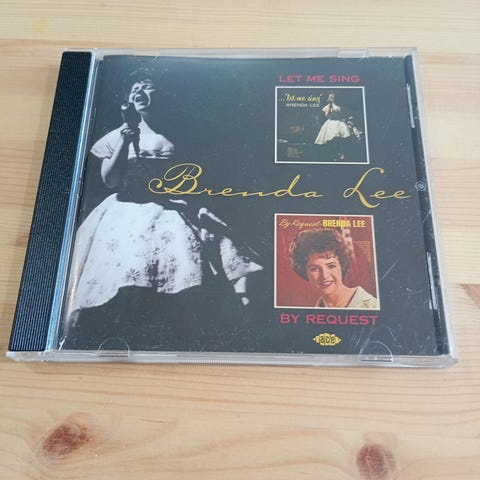 LET ME SING
..."let me sing"
BRENDA LEE
Brenda Lee
By Request BRENDA LEE
BY REQUEST
ace